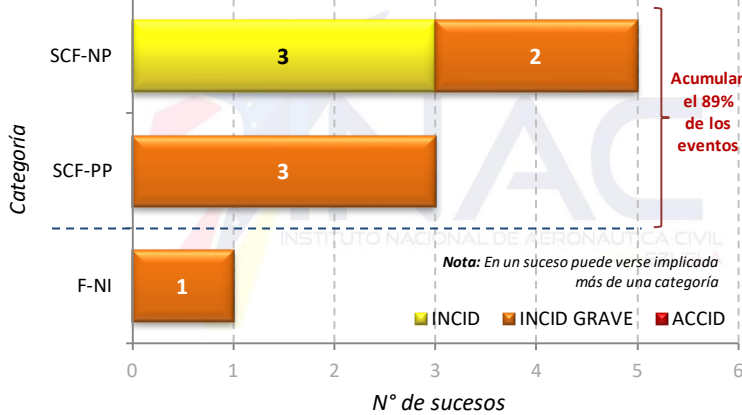 SCF-NP
3
2
Acumulan
el 89%
de los
eventos
SCF-PP
3
INAC
INSTITUTO NACIONAL DE AERONÁUTICA CIVIL
Nota: En un suceso puede verse implicada
más de una categoría
F-NI
1
INCID
INCID GRAVE
ACCID
0
1
2
3
4
5
6
N° de sucesos
Categoría